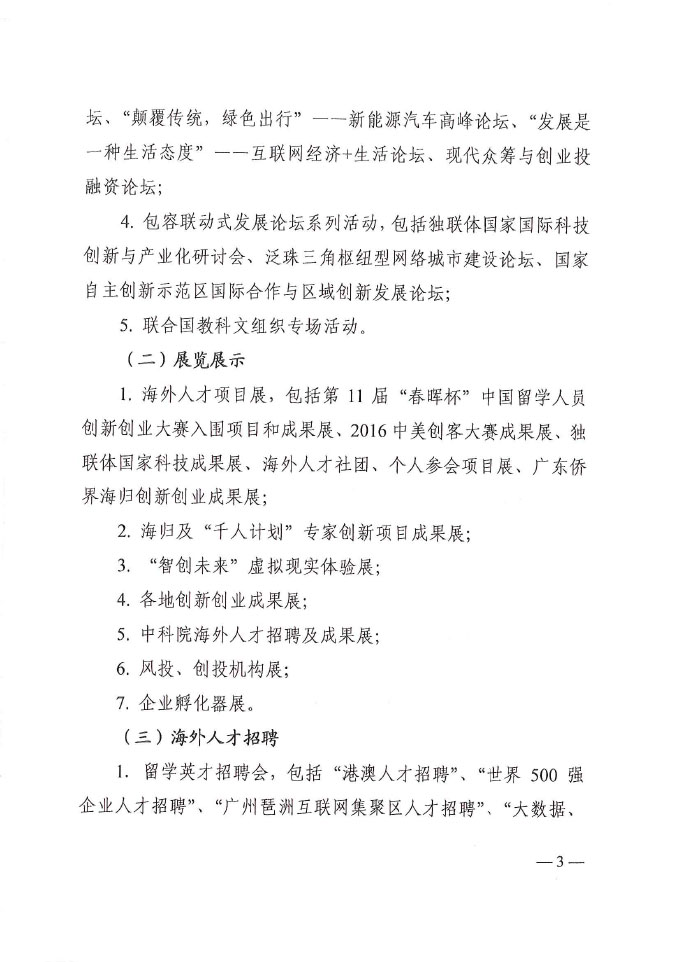 坛、“颠覆传统，绿色出行”——新能源汽车高峰论坛、“发展是
一种生活态度”——互联网经济+生活论坛、现代众筹与创业投
融资论坛；
4. 包容联动式发展论坛系列活动，包括独联体国家国际科技
创新与产业化研讨会、泛珠三角枢纽型网络城市建设论坛、国家
自主创新示范区国际合作与区域创新发展论坛；
5. 联合国教科文组织专场活动。
（二）展览展示
1. 海外人才项目展，包括第 11 届“春晖杯”中国留学人员
创新创业大赛入围项目和成果展、2016 中美创客大赛成果展、独
联体国家科技成果展、海外人才社团、个人参会项目展、广东侨
界海归创新创业成果展；
2. 海归及“千人计划”专家创新项目成果展；
3. “智创未来”虚拟现实体验展；
4. 各地创新创业成果展；
5. 中科院海外人才招聘及成果展；
6. 风投、创投机构展；
7. 企业孵化器展。
（三）海外人才招聘
1. 留学英才招聘会，包括“港澳人才招聘”、“世界 500 强
企业人才招聘”、“广州琶洲互联网集聚区人才招聘”、“大数据、
— 3 —